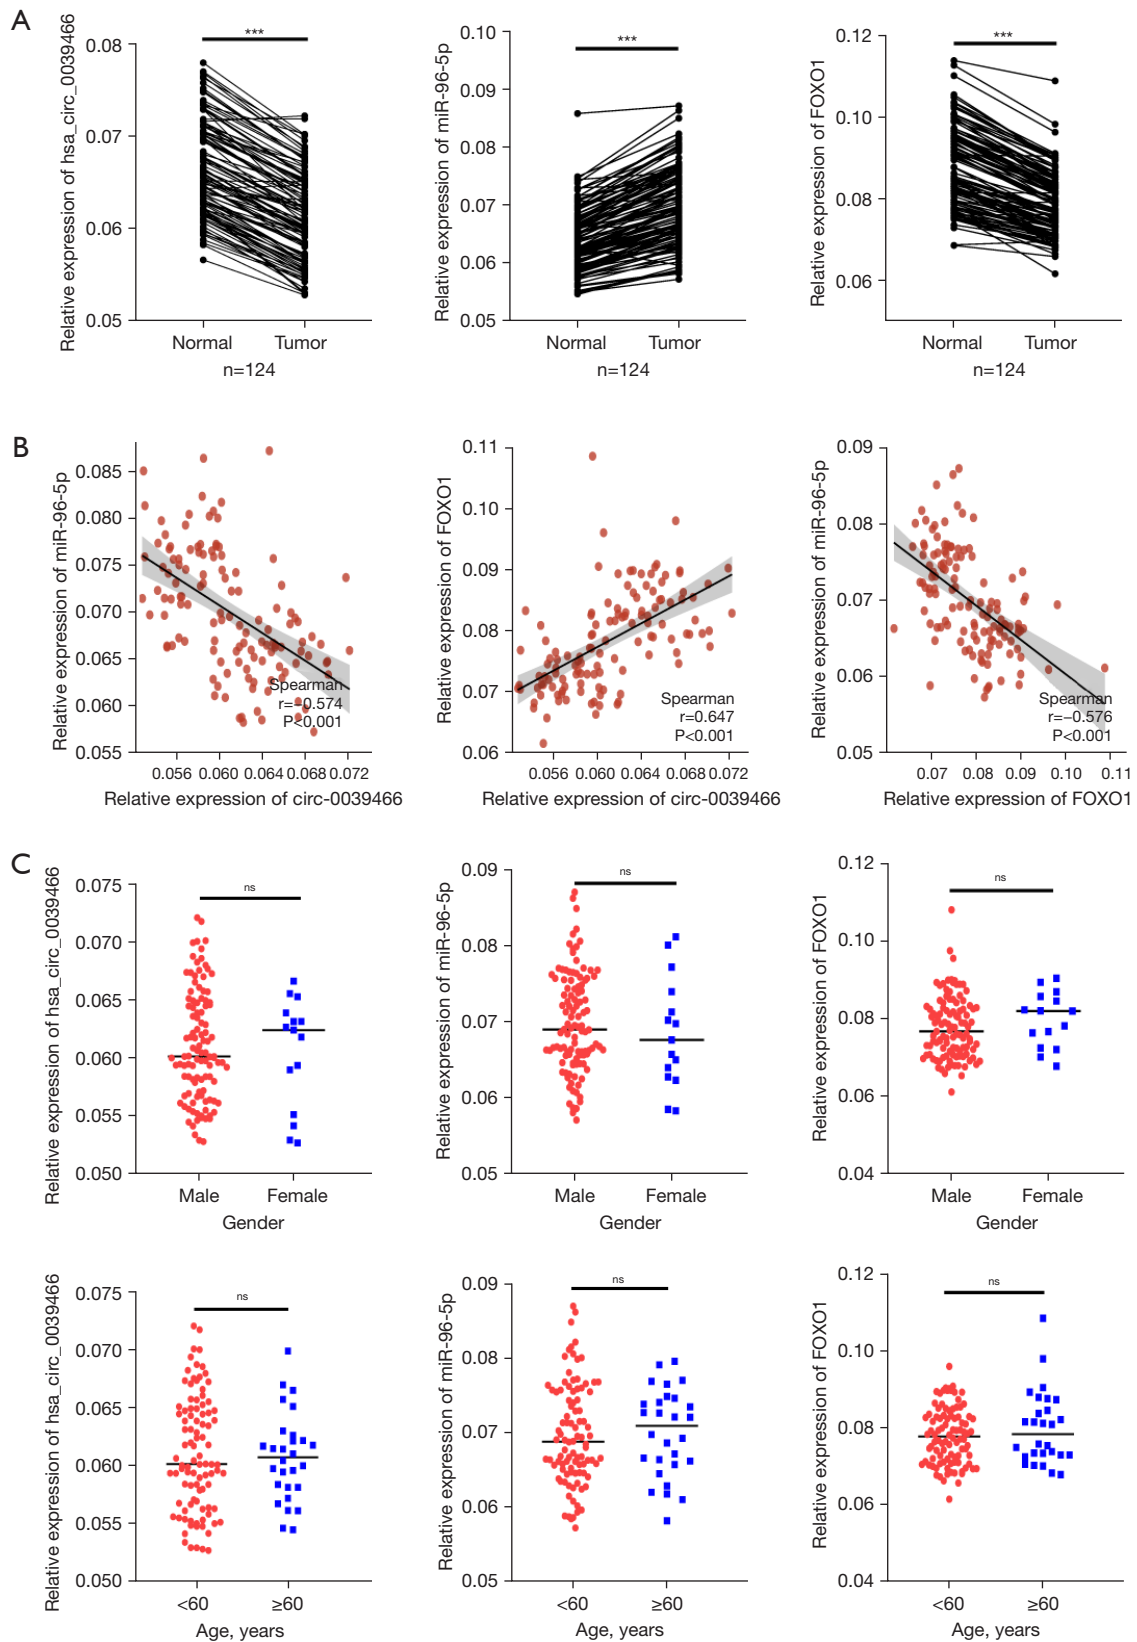 A
Relative expression of hsa_circ_0039466
0.08
0.07
0.06
0.05
***
Normal
Tumor
n=124
Relative expression of miR-96-5p
0.10
0.09
0.08
0.07
0.06
0.05
***
Normal
Tumor
n=124
Relative expression of FOXO1
0.12
0.10
0.08
0.06
***
Normal
Tumor
n=124
B
Relative expression of miR-96-5p
0.085
0.080
0.075
0.070
0.065
0.060
0.055
Spearman
r=−0.574
P<0.001
0.056 0.060 0.064 0.068 0.072
Relative expression of circ-0039466
Relative expression of FOXO1
0.11
0.10
0.09
0.08
0.07
0.06
Spearman
r=0.647
P<0.001
0.056 0.060 0.064 0.068 0.072
Relative expression of circ-0039466
Relative expression of miR-96-5p
0.09
0.08
0.07
0.06
0.05
Spearman
r=−0.576
P<0.001
0.07 0.08 0.09 0.10 0.11
Relative expression of FOXO1
C
Relative expression of hsa_circ_0039466
0.075
0.070
0.065
0.060
0.055
0.050
ns
Male
Female
Gender
Relative expression of miR-96-5p
0.09
0.08
0.07
0.06
0.05
ns
Male
Female
Gender
Relative expression of FOXO1
0.12
0.10
0.08
0.06
0.04
ns
Male
Female
Gender
Relative expression of hsa_circ_0039466
0.075
0.070
0.065
0.060
0.055
0.050
ns
<60
≥60
Age, years
Relative expression of miR-96-5p
0.09
0.08
0.07
0.06
0.05
ns
<60
≥60
Age, years
Relative expression of FOXO1
0.12
0.10
0.08
0.06
0.04
ns
<60
≥60
Age, years